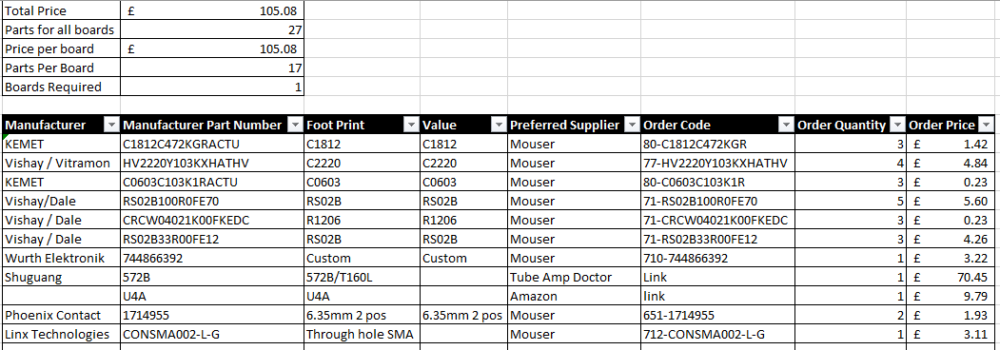 Total Price £ 105.08
Parts for all boards 27
Price per board £ 105.08
Parts Per Board 17
Boards Required 1
Manufacturer Manufacturer Part Number Foot Print Value Preferred Supplier Order Code Order Quantity Order Price
KEMET C1812C472KGRACTU C1812 C1812 Mouser 80-C1812C472KGR 3 £ 1.42
Vishay / Vitramon HV2220Y103KXHATHV C2220 C2220 Mouser 77-HV2220Y103KXHATHV 4 £ 4.84
KEMET C0603C103K1RACTU C0603 C0603 Mouser 80-C0603C103K1R 3 £ 0.23
Vishay/Dale RS02B100R0FE70 RS02B RS02B Mouser 71-RS02B100R0FE70 5 £ 5.60
Vishay / Dale CRCW04021K00FKEDC R1206 R1206 Mouser 71-CRCW04021K00FKEDC 3 £ 0.23
Vishay / Dale RS02B33R00FE12 RS02B RS02B Mouser 71-RS02B33R00FE12 3 £ 4.26
Wurth Elektronik 744866392 Custom Custom Mouser 710-744866392 1 £ 3.22
Shuguang 572B 572B/T160L Tube Amp Doctor Link 1 £ 70.45
U4A U4A Amazon link 1 £ 9.79
Phoenix Contact 1714955 6.35mm 2 pos 6.35mm 2 pos Mouser 651-1714955 2 £ 1.93
Linx Technologies CONSMA002-L-G Through hole SMA Mouser 712-CONSMA002-L-G 1 £ 3.11